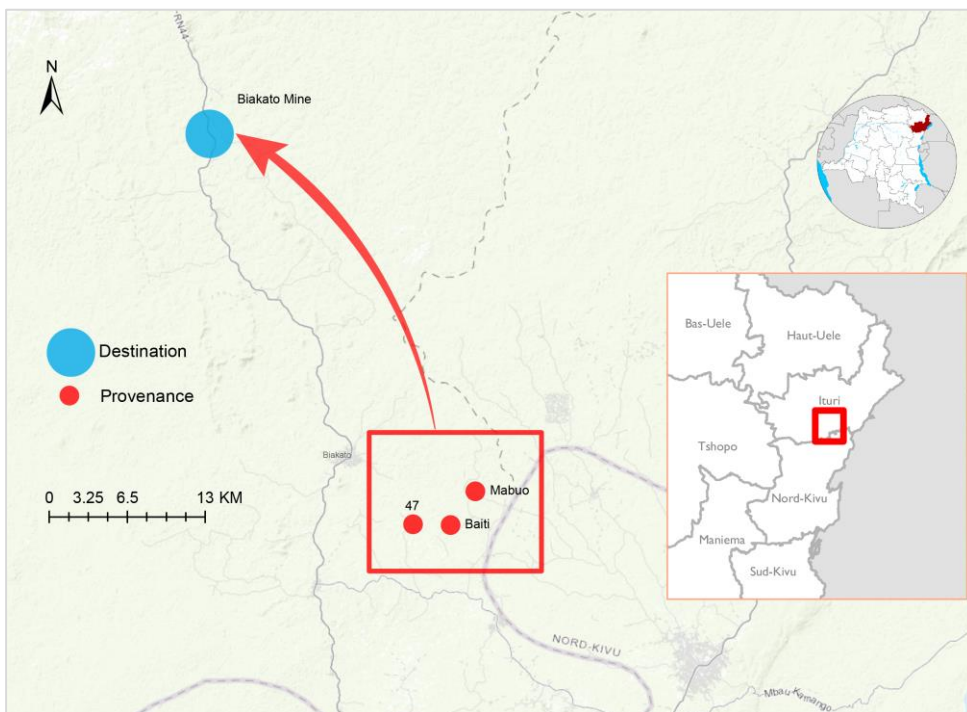 RN44
N
Biakato Mine
Destination
Provenance
0 3.25 6.5 13 KM
Biakato
47
Mabuo
Baiti
NORD-KIVU
Mbau Kamango
Bas-Uele
Haut-Uele
Ituri
Tshopo
Nord-Kivu
Maniema
Sud-Kivu